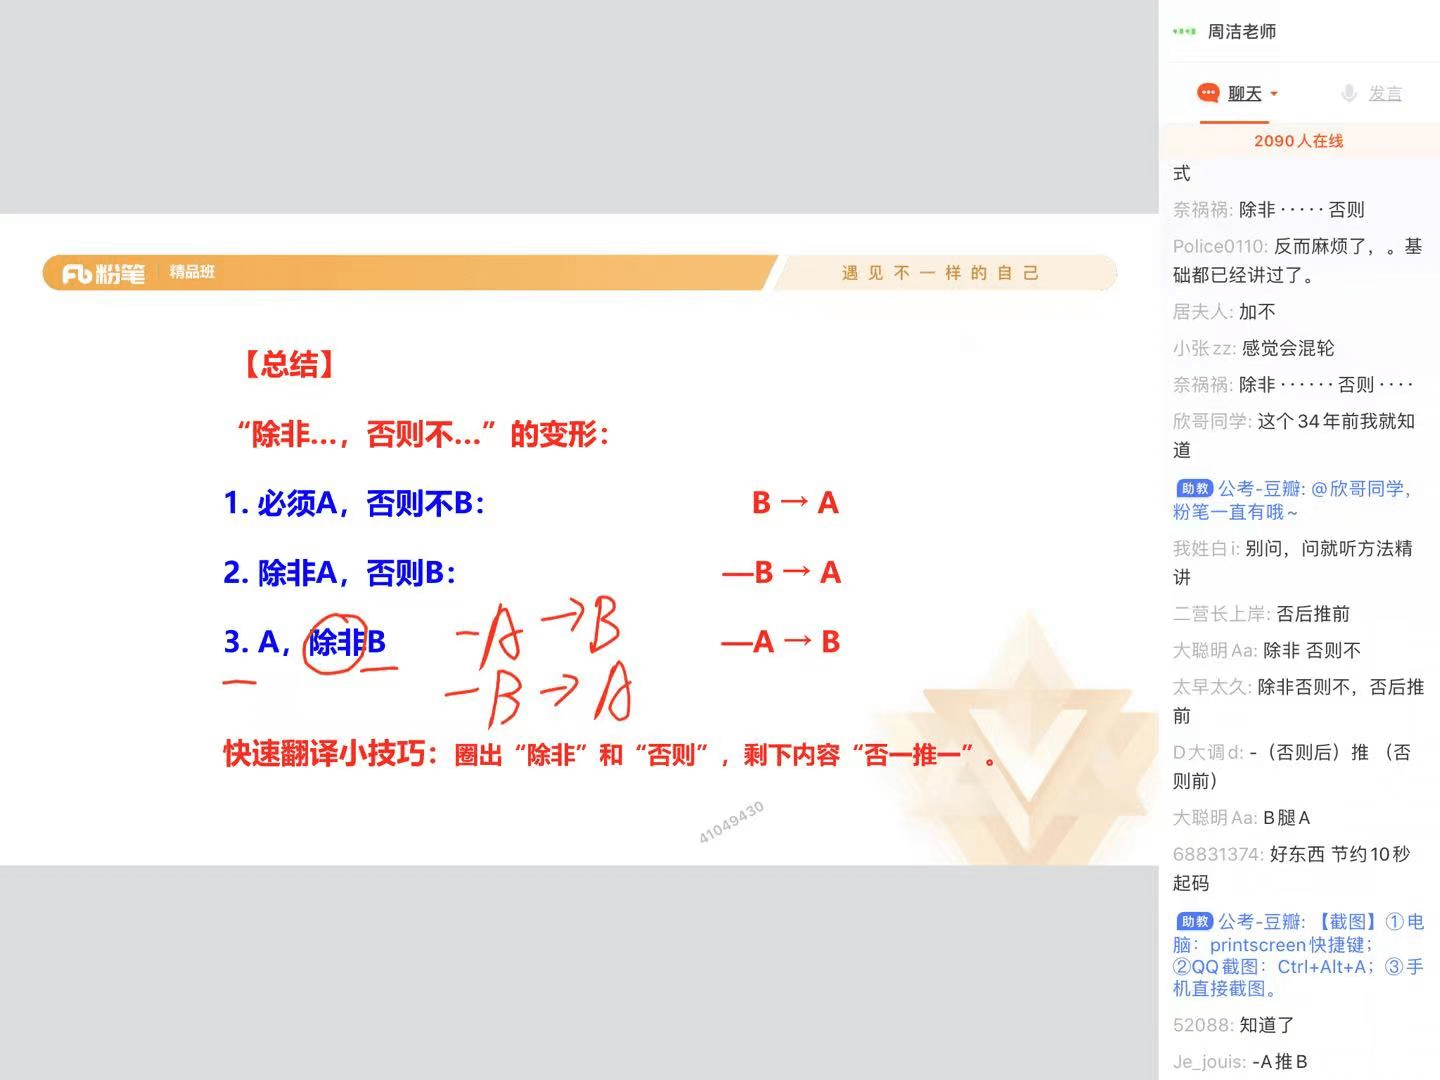 周洁老师
聊天
发言
2090人在线
式
奈祸祸: 除非·····否则
Police0110: 反而麻烦了，。基
础都已经讲过了。
居夫人: 加不
小张zz: 感觉会混轮
奈祸祸: 除非······否则····
欣哥同学: 这个34年前我就知
道
助教 公考-豆瓣: @欣哥同学，
粉笔一直有哦~
我姓白i: 别问，问就听方法精
讲
二营长上岸: 否后推前
大聪明Aa: 除非 否则不
太早太久: 除非否则不，否后推
前
D大调d: -（否则后）推 （否
则前）
大聪明Aa: B腿A
68831374: 好东西 节约10秒
起码
助教 公考-豆瓣: 【截图】①电
脑：printscreen快捷键；
②QQ截图：Ctrl+Alt+A；③手
机直接截图。
52088: 知道了
Je_jouis: -A推B
Fb粉笔 精品班
遇见不一样的自己
【总结】
“除非…，否则不…”的变形：
1. 必须A，否则不B： B → A
2. 除非A，否则B： —B → A
3. A，除非B —A → B
-A → B
-B → A
快速翻译小技巧：圈出“除非”和“否则”，剩下内容“否一推一”。
41049430